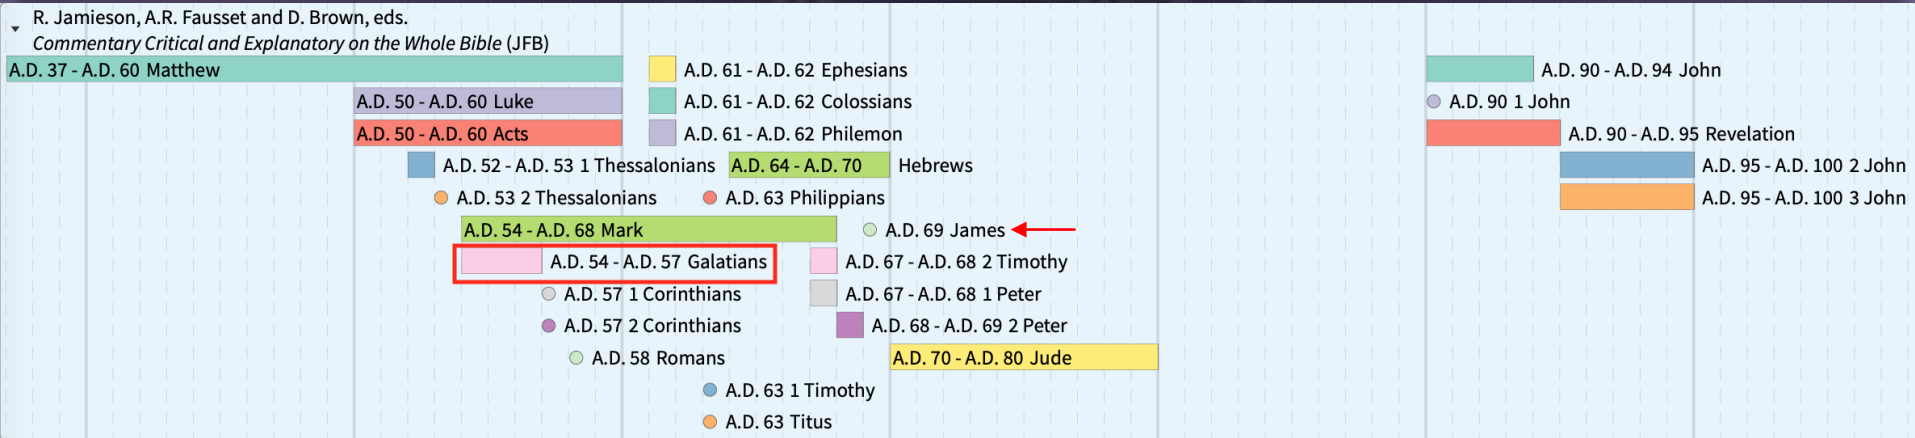 R. Jamieson, A.R. Fausset and D. Brown, eds.
Commentary Critical and Explanatory on the Whole Bible (JFB)
A.D. 37 - A.D. 60 Matthew
A.D. 61 - A.D. 62 Ephesians
A.D. 90 - A.D. 94 John
A.D. 50 - A.D. 60 Luke
A.D. 61 - A.D. 62 Colossians
A.D. 90 1 John
A.D. 50 - A.D. 60 Acts
A.D. 61 - A.D. 62 Philemon
A.D. 90 - A.D. 95 Revelation
A.D. 52 - A.D. 53 1 Thessalonians
A.D. 64 - A.D. 70 Hebrews
A.D. 95 - A.D. 100 2 John
A.D. 53 2 Thessalonians
A.D. 63 Philippians
A.D. 95 - A.D. 100 3 John
A.D. 54 - A.D. 68 Mark
A.D. 69 James
A.D. 54 - A.D. 57 Galatians
A.D. 67 - A.D. 68 2 Timothy
A.D. 57 1 Corinthians
A.D. 67 - A.D. 68 1 Peter
A.D. 57 2 Corinthians
A.D. 68 - A.D. 69 2 Peter
A.D. 58 Romans
A.D. 70 - A.D. 80 Jude
A.D. 63 1 Timothy
A.D. 63 Titus